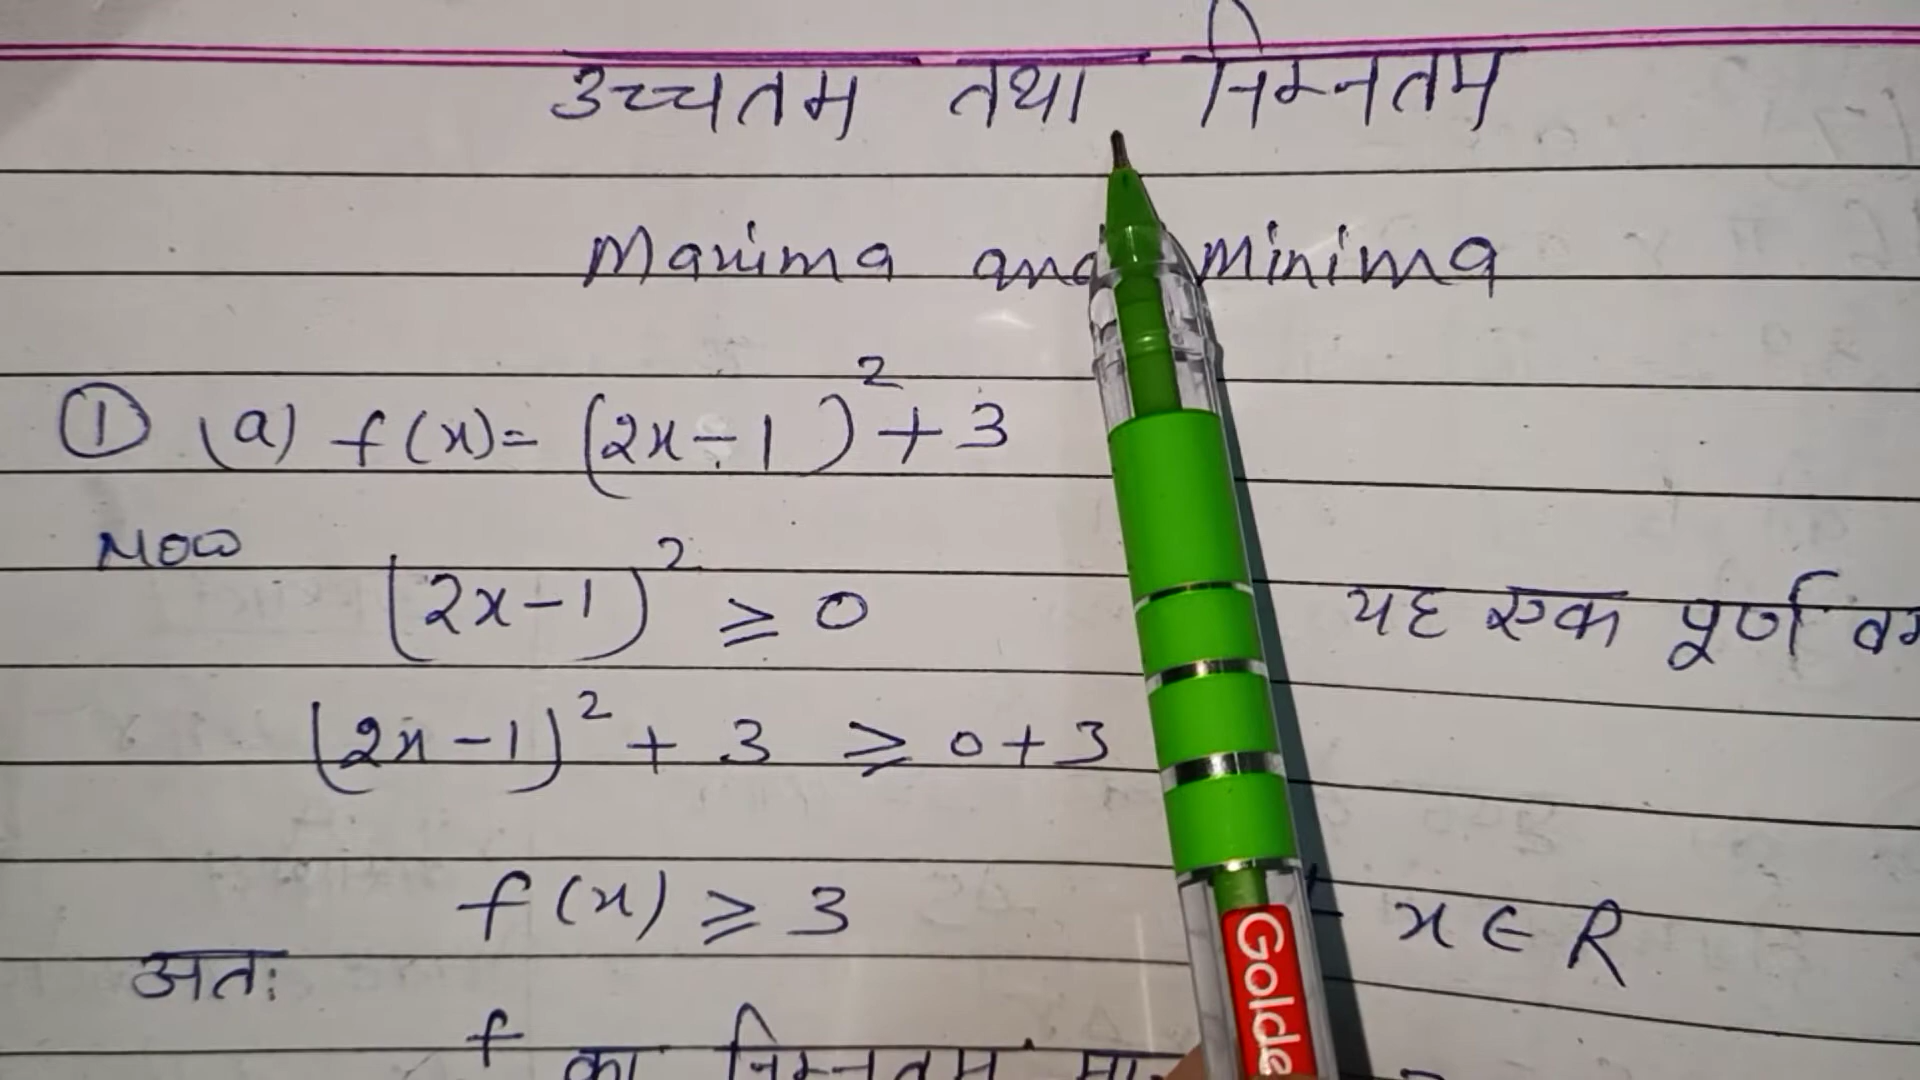 उच्चतम तथा निम्नतम
Maxima and Minima
① (a) f(x)= (2x-1)²+3
Now
(2x-1)² ≥ 0 यह एक पूर्ण
(2x-1)² + 3 ≥ 0+3
f(x) ≥ 3 x ∈ R
अतः
f का निम्नतम
Golde